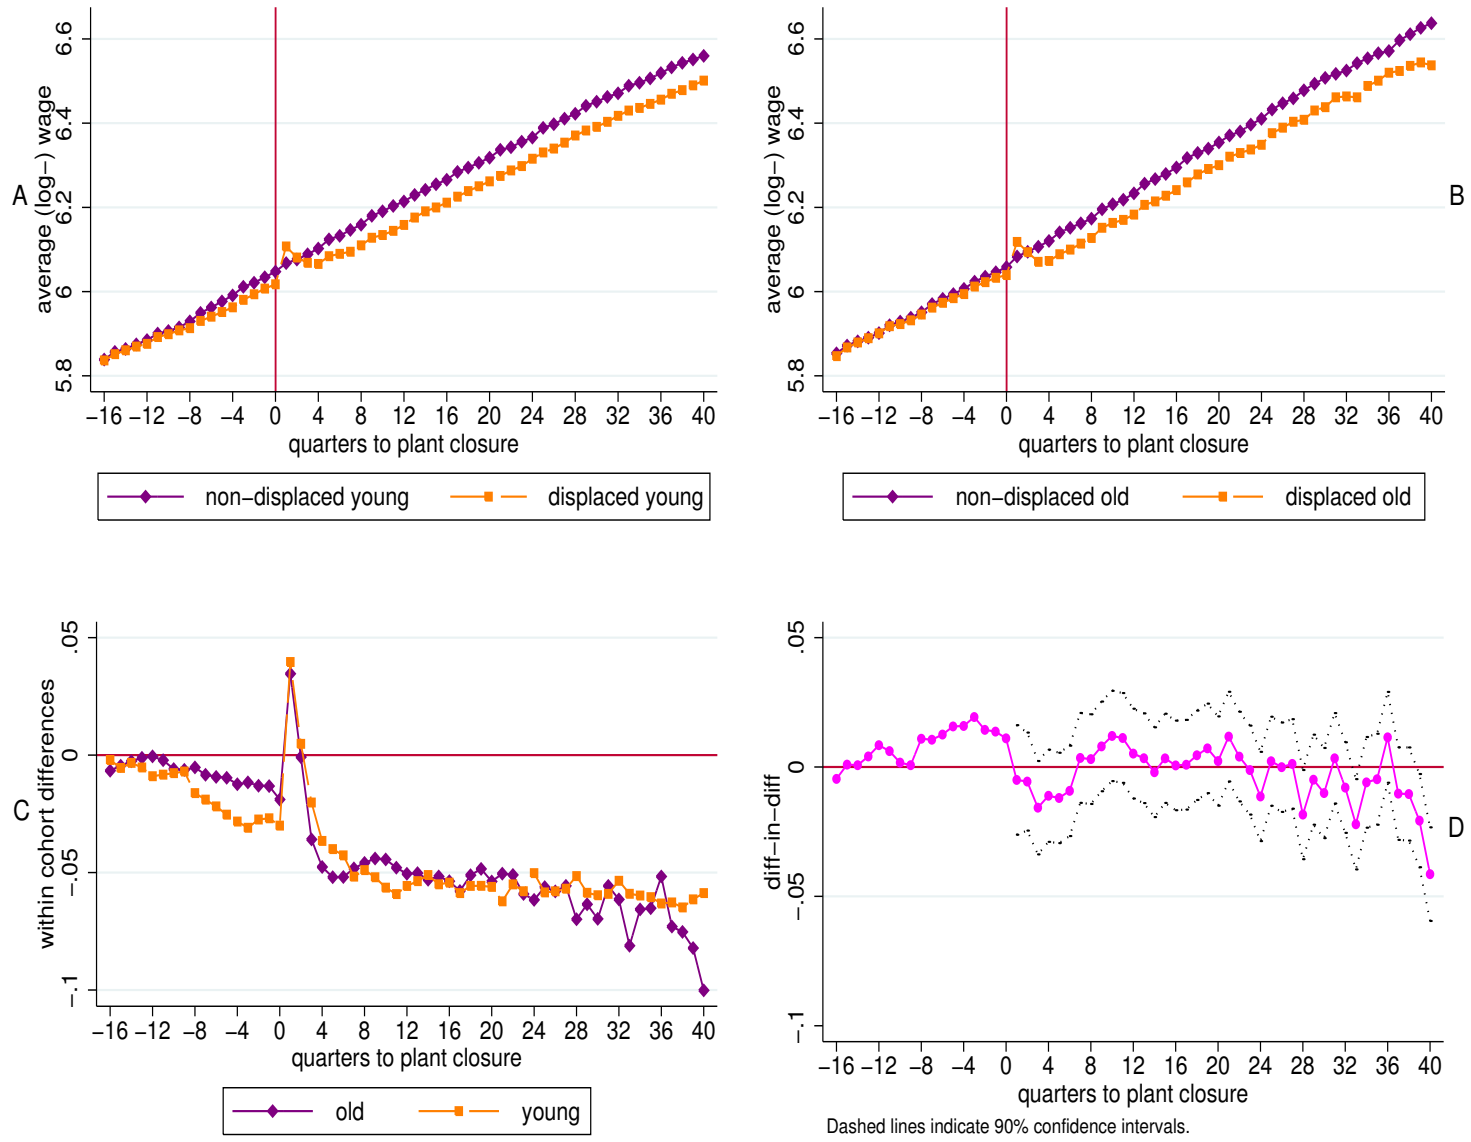 A
average (log−) wage
5.8 6 6.2 6.4 6.6
−16 −12 −8 −4 0 4 8 12 16 20 24 28 32 36 40
quarters to plant closure
non−displaced young displaced young
B
average (log−) wage
5.8 6 6.2 6.4 6.6
−16 −12 −8 −4 0 4 8 12 16 20 24 28 32 36 40
quarters to plant closure
non−displaced old displaced old
C
within cohort differences
−.1 −.05 0 .05
−16 −12 −8 −4 0 4 8 12 16 20 24 28 32 36 40
quarters to plant closure
old young
D
diff−in−diff
−.1 −.05 0 .05
−16 −12 −8 −4 0 4 8 12 16 20 24 28 32 36 40
quarters to plant closure
Dashed lines indicate 90% confidence intervals.